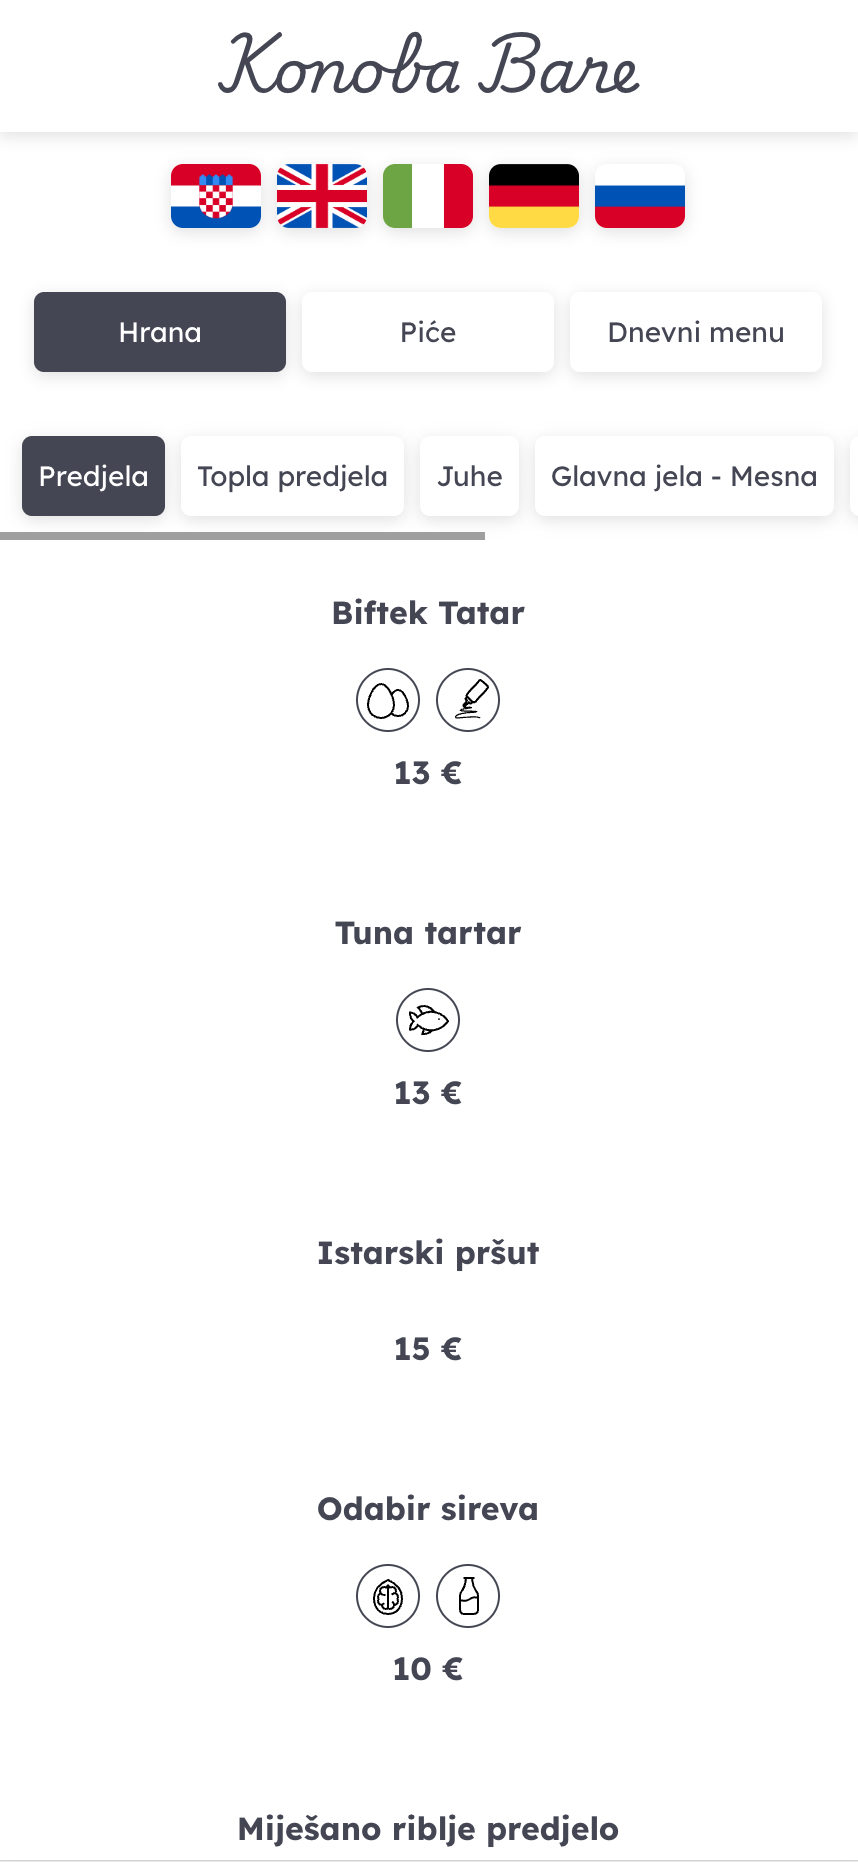 Konoba Bare
Hrana
Piće
Dnevni menu
Predjela
Topla predjela
Juhe
Glavna jela - Mesna
Biftek Tatar
13 €
Tuna tartar
13 €
Istarski pršut
15 €
Odabir sireva
10 €
Miješano riblje predjelo